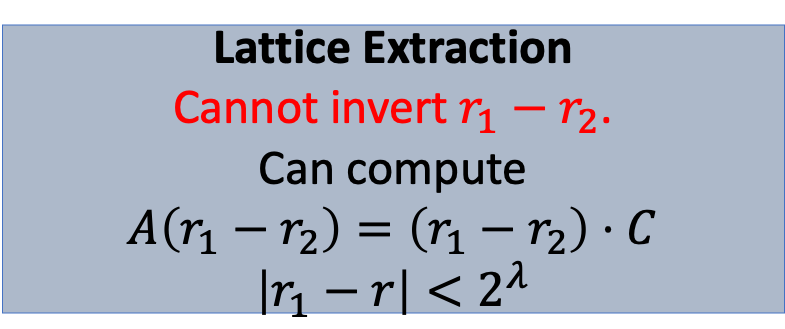 Lattice Extraction
Cannot invert r₁ − r₂.
Can compute
A(r₁ − r₂) = (r₁ − r₂) · C
|r₁ − r| < 2^λ